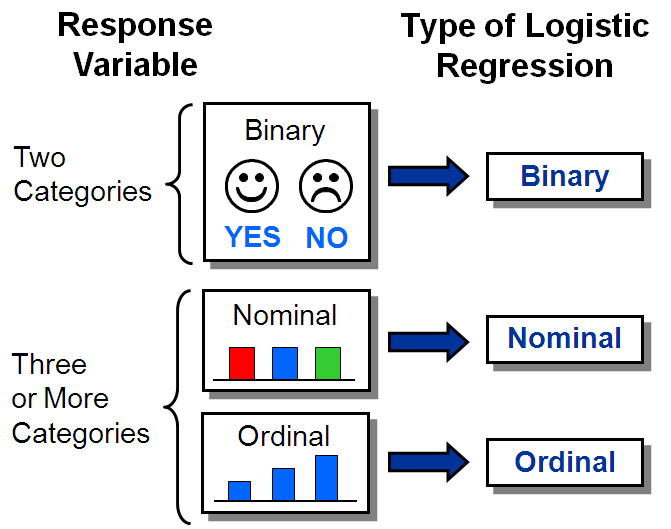 Response
Variable
Type of Logistic
Regression
Two
Categories
Binary
YES NO
Binary
Three
or More
Categories
Nominal
Nominal
Ordinal
Ordinal